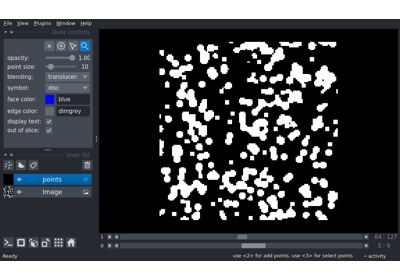 File View Plugins Window Help
layer controls
opacity: 1.00
point size: 10
blending: translucen
symbol: disc
face color: blue
edge color: dimgrey
display text:
out of slice:
layer list
points
Image
1 64 127
0 5 9
Ready use <2> for add points, use <3> for select points activity